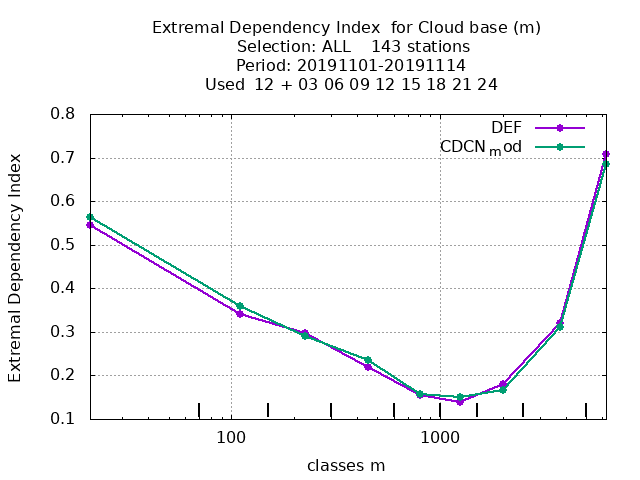 Extremal Dependency Index  for Cloud base (m)
Selection: ALL    143 stations
Period: 20191101-20191114
Used  12 + 03 06 09 12 15 18 21 24
DEF
CDCNmod
0.8
0.7
0.6
0.5
0.4
0.3
0.2
0.1
Extremal Dependency Index
100 1000
classes m